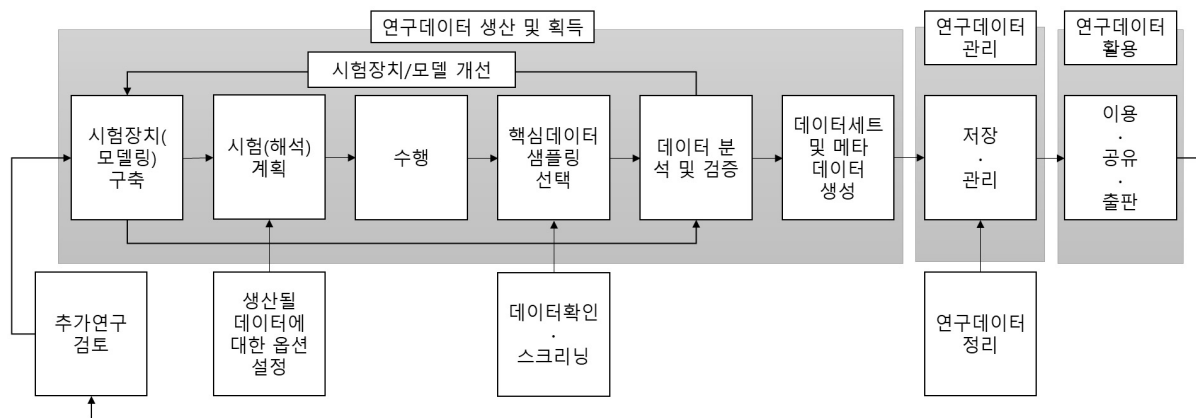 연구데이터 생산 및 획득
연구데이터
관리
연구데이터
활용
시험장치/모델 개선
시험장치(
모델링)
구축
시험(해석)
계획
수행
핵심데이터
샘플링
선택
데이터 분
석 및 검증
데이터세트
및 메타
데이터
생성
저장
·
관리
이용
·
공유
·
출판
추가연구
검토
생산될
데이터에
대한 옵션
설정
데이터확인
·
스크리닝
연구데이터
정리